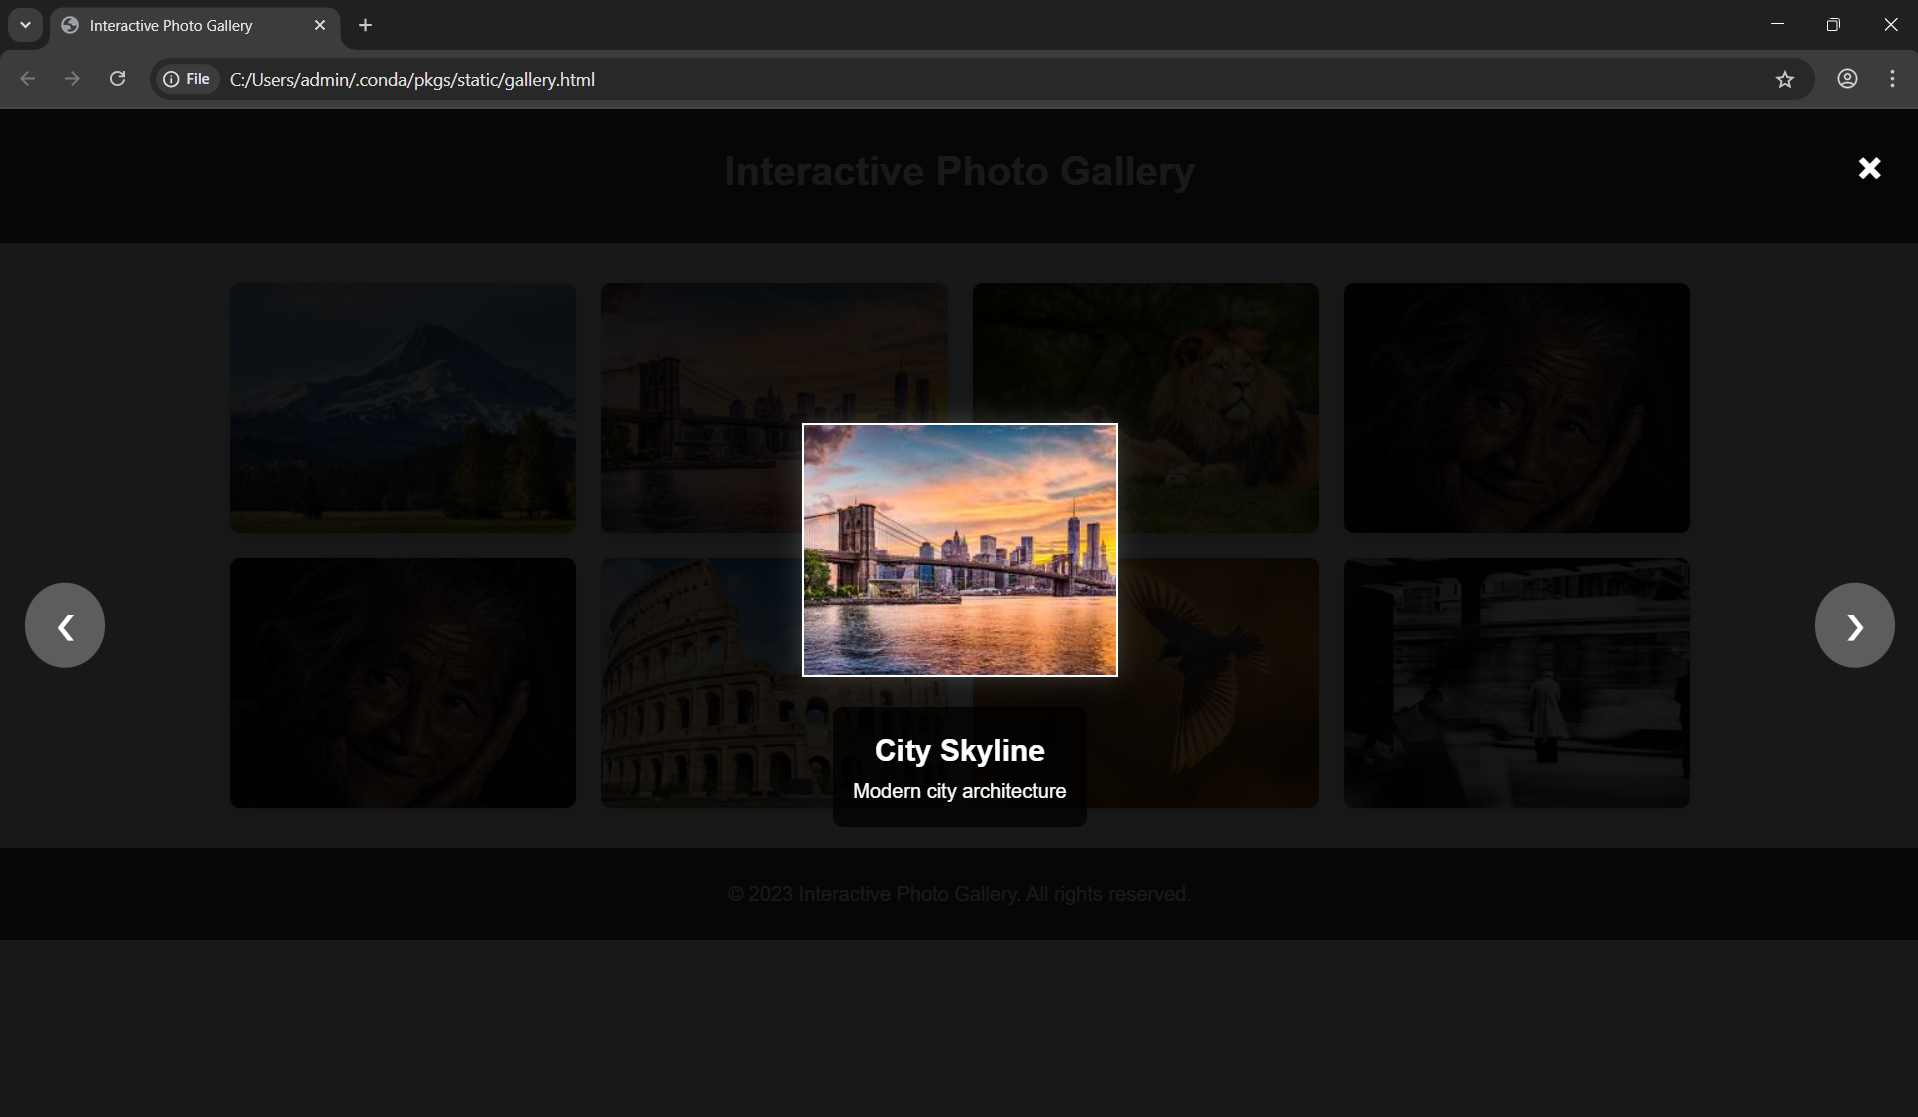 Interactive Photo Gallery
File C:/Users/admin/.conda/pkgs/static/gallery.html
Interactive Photo Gallery
City Skyline
Modern city architecture
© 2023 Interactive Photo Gallery. All rights reserved.